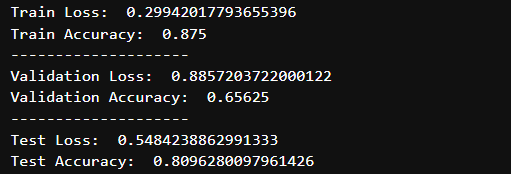 Train Loss:  0.29942017793655396
Train Accuracy:  0.875
--------------------
Validation Loss:  0.8857203722000122
Validation Accuracy:  0.65625
--------------------
Test Loss:  0.5484238862991333
Test Accuracy:  0.8096280097961426